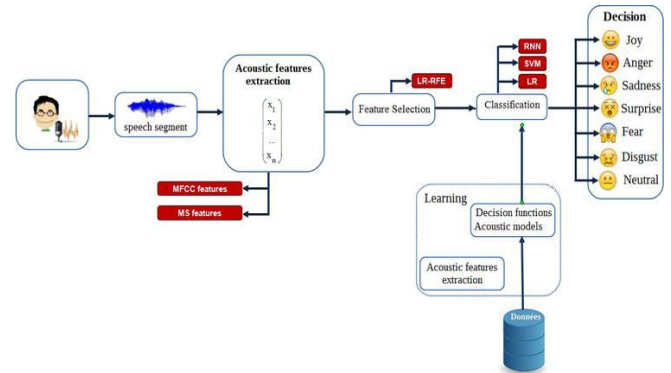 Decision
RNN
SVM
LR
LR-RFE
Joy
Anger
Sadness
Surprise
Fear
Disgust
Neutral
Acoustic features
extraction
speech segment
x1
x2
...
xn
Feature Selection
Classification
MFCC features
MS features
Learning
Decision functions
Acoustic models
Acoustic features
extraction
Données